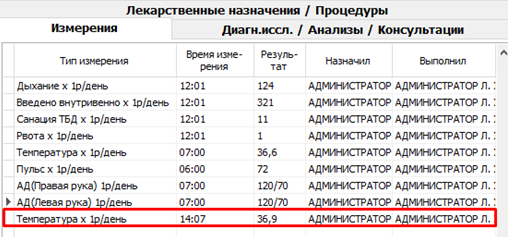 Лекарственные назначения / Процедуры
Измерения Диагн.иссл. / Анализы / Консультации
Тип измерения Время изме-рения Резуль-тат Назначил Выполнил
Дыхание x 1р/день 12:01 124 АДМИНИСТРАТОР АДМИНИСТРАТОР Л.
Введено внутривенно x 1р/день 12:01 321 АДМИНИСТРАТОР АДМИНИСТРАТОР Л.
Санация ТБД x 1р/день 12:01 11 АДМИНИСТРАТОР АДМИНИСТРАТОР Л.
Рвота x 1р/день 12:01 1 АДМИНИСТРАТОР АДМИНИСТРАТОР Л.
Температура x 1р/день 07:00 36,6 АДМИНИСТРАТОР АДМИНИСТРАТОР Л.
Пульс x 1р/день 06:00 72 АДМИНИСТРАТОР АДМИНИСТРАТОР Л.
АД(Правая рука) x 1р/день 07:00 120/70 АДМИНИСТРАТОР АДМИНИСТРАТОР Л.
АД(Левая рука) x 1р/день 07:00 120/70 АДМИНИСТРАТОР АДМИНИСТРАТОР Л.
Температура x 1р/день 14:07 36,9 АДМИНИСТРАТОР АДМИНИСТРАТОР Л.